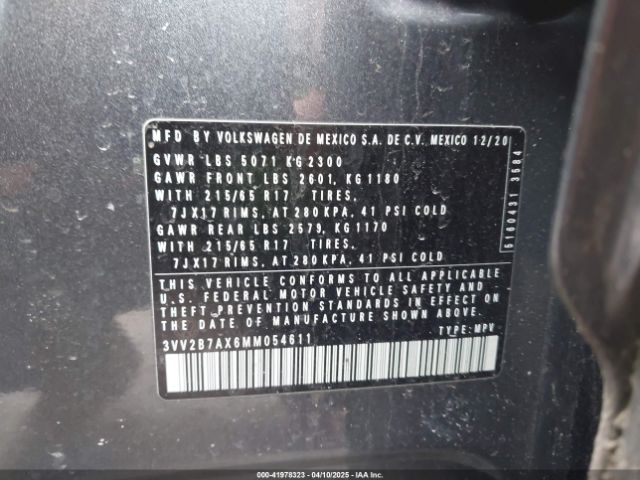 MFD BY VOLKSWAGEN DE MEXICO S.A. DE C.V. MEXICO 12/20
GVWR LBS 5071 KG 2300
GAWR FRONT LBS 2601, KG 1180
WITH 215/65 R17 TIRES,
7JX17 RIMS, AT 280 KPA, 41 PSI COLD
GAWR REAR LBS 2579, KG 1170
WITH 215/65 R17 TIRES,
7JX17 RIMS, AT 280 KPA, 41 PSI COLD
THIS VEHICLE CONFORMS TO ALL APPLICABLE
U.S. FEDERAL MOTOR VEHICLE SAFETY AND
THEFT PREVENTION STANDARDS IN EFFECT ON
THE DATE OF MANUFACTURE SHOWN ABOVE.
3VV2B7AX6MM054611 TYPE: MPV
5160431 3584
000-41978323 - 04/10/2025 - IAAI.COM